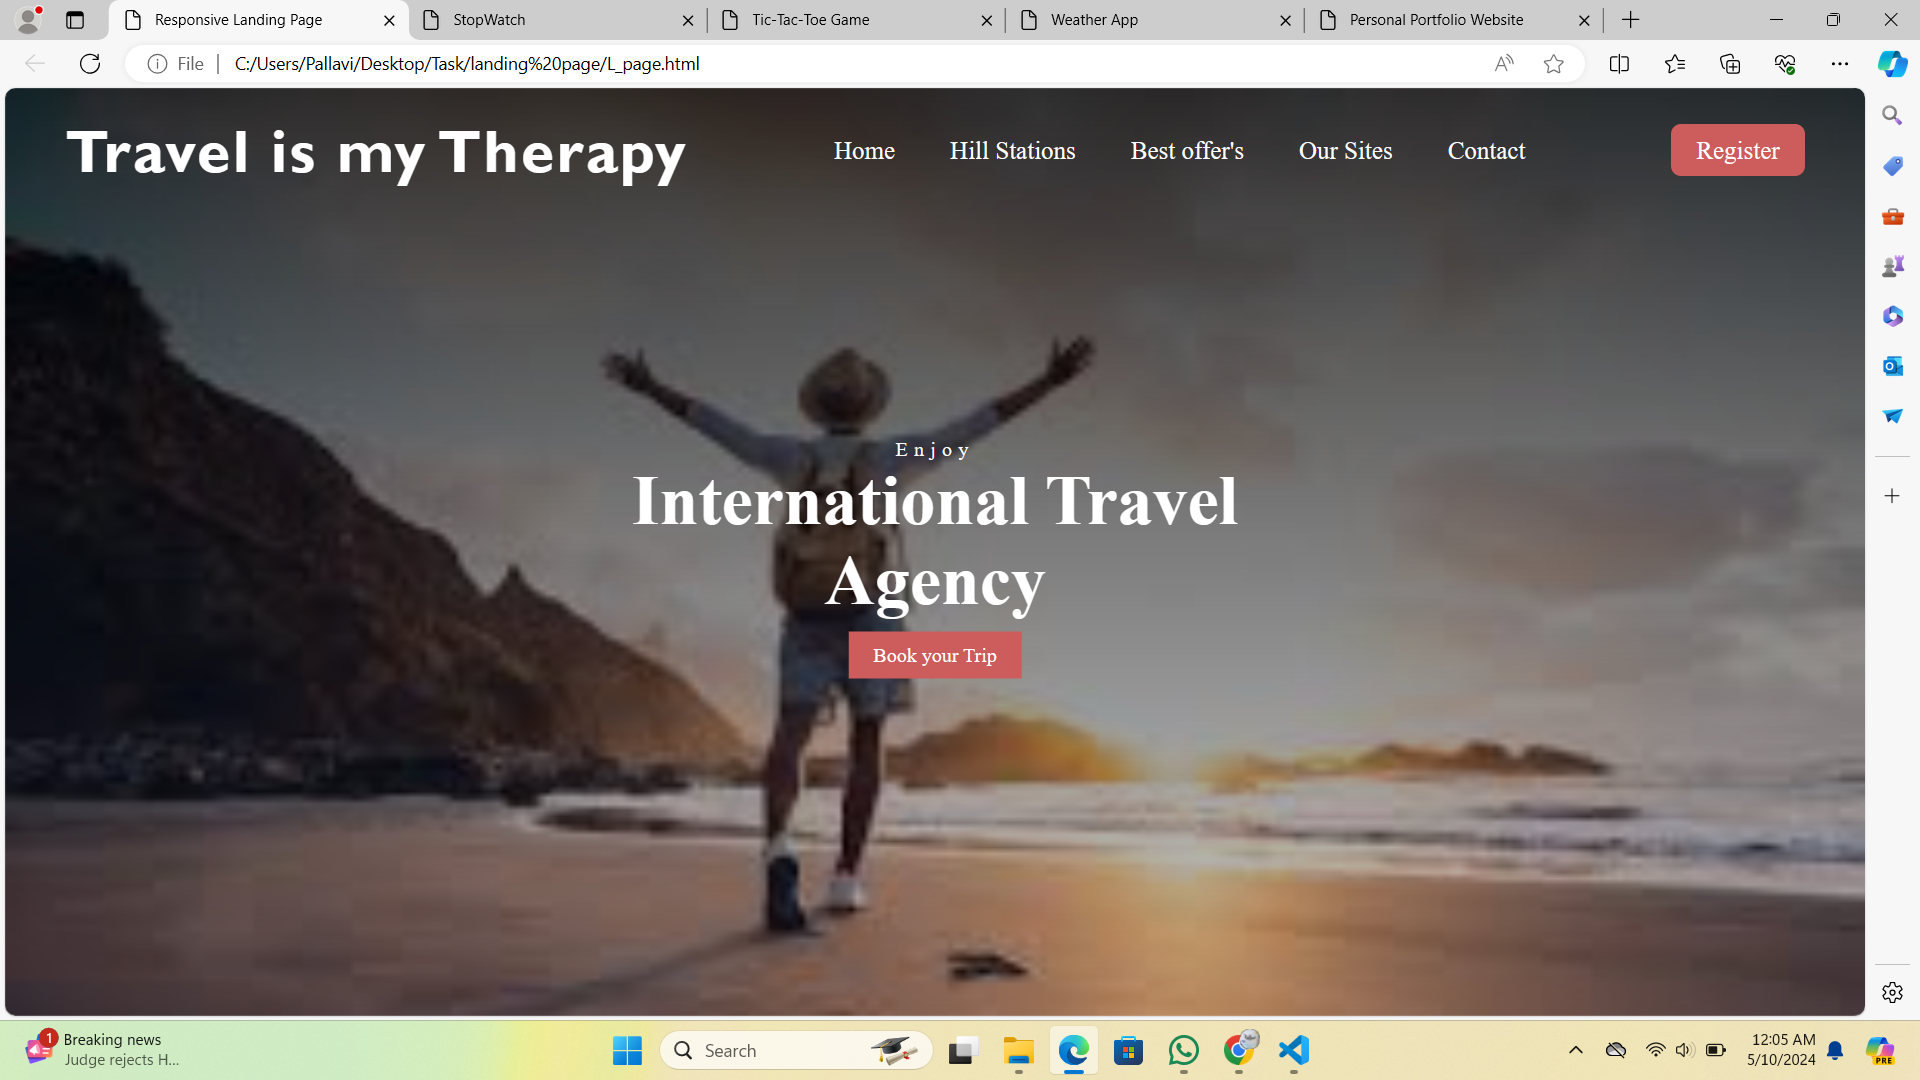 Responsive Landing Page
StopWatch
Tic-Tac-Toe Game
Weather App
Personal Portfolio Website
File
C:/Users/Pallavi/Desktop/Task/landing%20page/L_page.html
Travel is my Therapy
Home
Hill Stations
Best offer's
Our Sites
Contact
Register
Enjoy
International Travel
Agency
Book your Trip
1
Breaking news
Judge rejects H...
Search
12:05 AM
5/10/2024
PRE